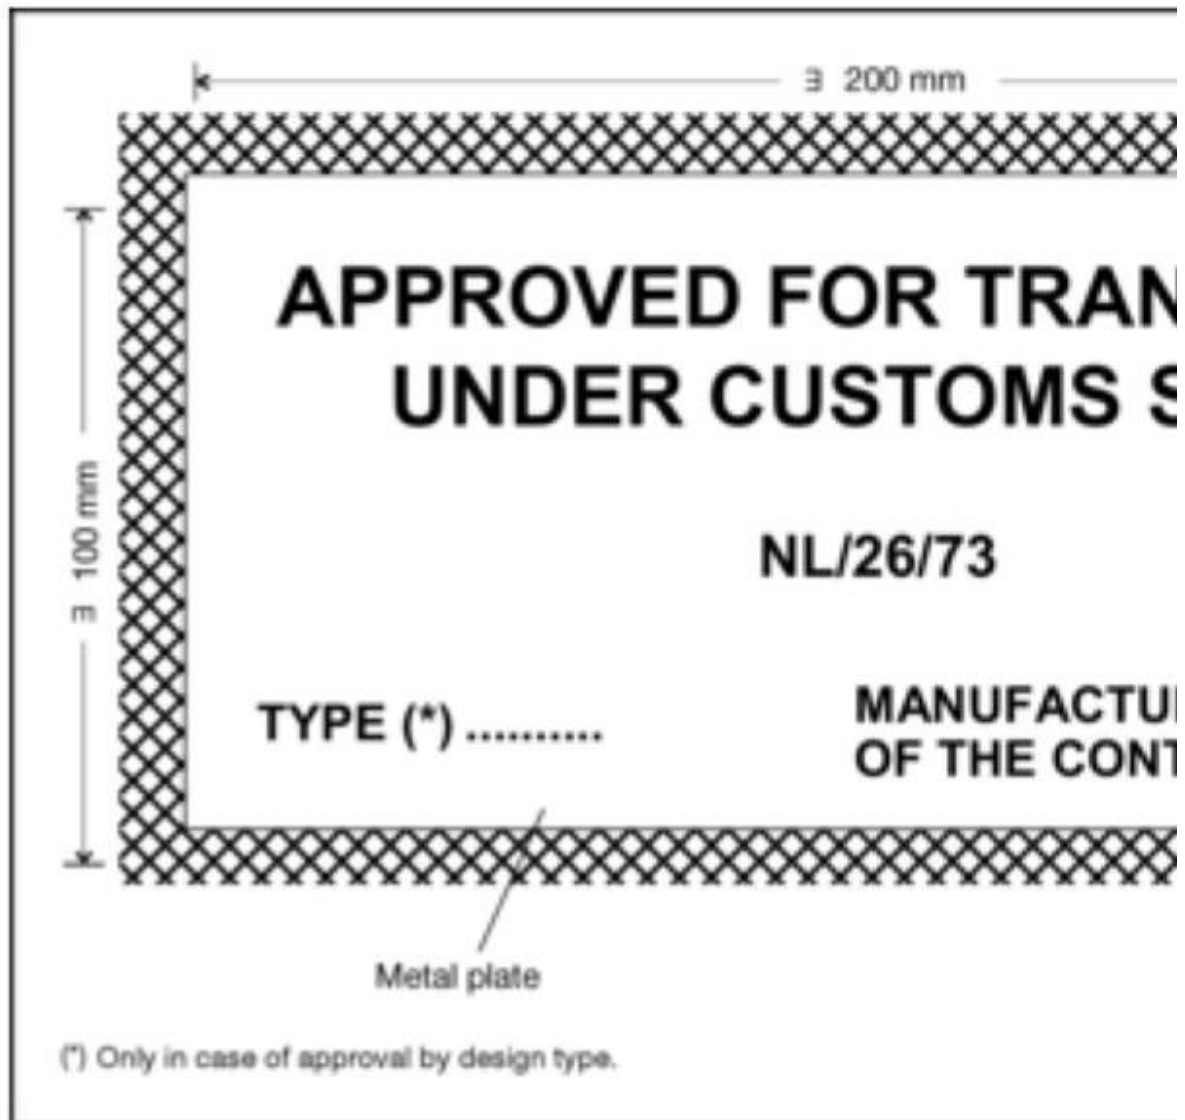 ∃ 200 mm
∃ 100 mm
APPROVED FOR TRAN
UNDER CUSTOMS S
NL/26/73
TYPE (*) ..........
MANUFACTU
OF THE CONT
Metal plate
(*) Only in case of approval by design type.